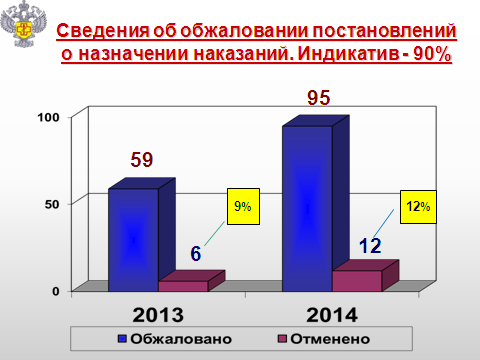 Сведения об обжаловании постановлений
о назначении наказаний. Индикатив - 90%
100
50
0
59
6
9%
95
12
12%
2013
2014
Обжаловано
Отменено